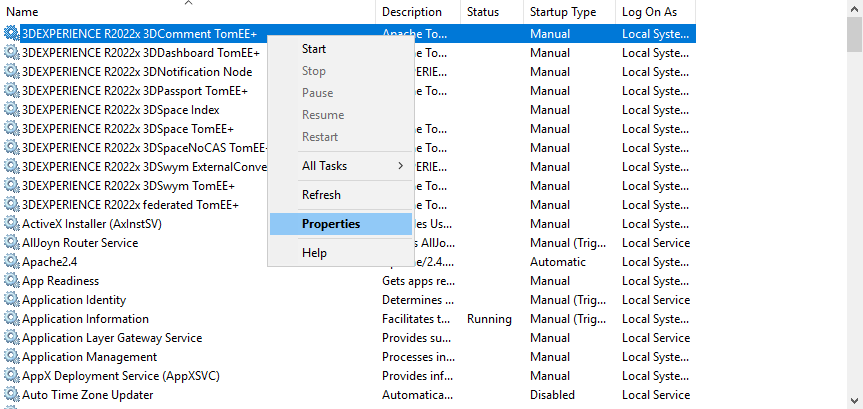 Name Description Status Startup Type Log On As
3DEXPERIENCE R2022x 3DComment TomEE+ Apache To... Manual Local Syste...
3DEXPERIENCE R2022x 3DDashboard TomEE+ Start e To... Manual Local Syste...
3DEXPERIENCE R2022x 3DNotification Node Stop ERIE... Manual Local Syste...
3DEXPERIENCE R2022x 3DPassport TomEE+ Pause e To... Manual Local Syste...
3DEXPERIENCE R2022x 3DSpace Index Resume Manual Local Syste...
3DEXPERIENCE R2022x 3DSpace TomEE+ Restart e To... Manual Local Syste...
3DEXPERIENCE R2022x 3DSpaceNoCAS TomEE+ e To... Manual Local Syste...
3DEXPERIENCE R2022x 3DSwym ExternalConve All Tasks ERIE... Manual Local Syste...
3DEXPERIENCE R2022x 3DSwym TomEE+ Refresh e To... Manual Local Syste...
3DEXPERIENCE R2022x federated TomEE+ e To... Manual Local Syste...
ActiveX Installer (AxInstSV) Properties es Us... Manual Local Syste...
AllJoyn Router Service AllJo... Manual (Trig... Local Service
Apache2.4 Help e/2.4.... Automatic Local Syste...
App Readiness Gets apps re... Manual Local Syste...
Application Identity Determines ... Manual (Trig... Local Service
Application Information Facilitates t... Running Manual (Trig... Local Syste...
Application Layer Gateway Service Provides su... Manual Local Service
Application Management Processes in... Manual Local Syste...
AppX Deployment Service (AppXSVC) Provides inf... Manual Local Syste...
Auto Time Zone Updater Automatica... Disabled Local Service